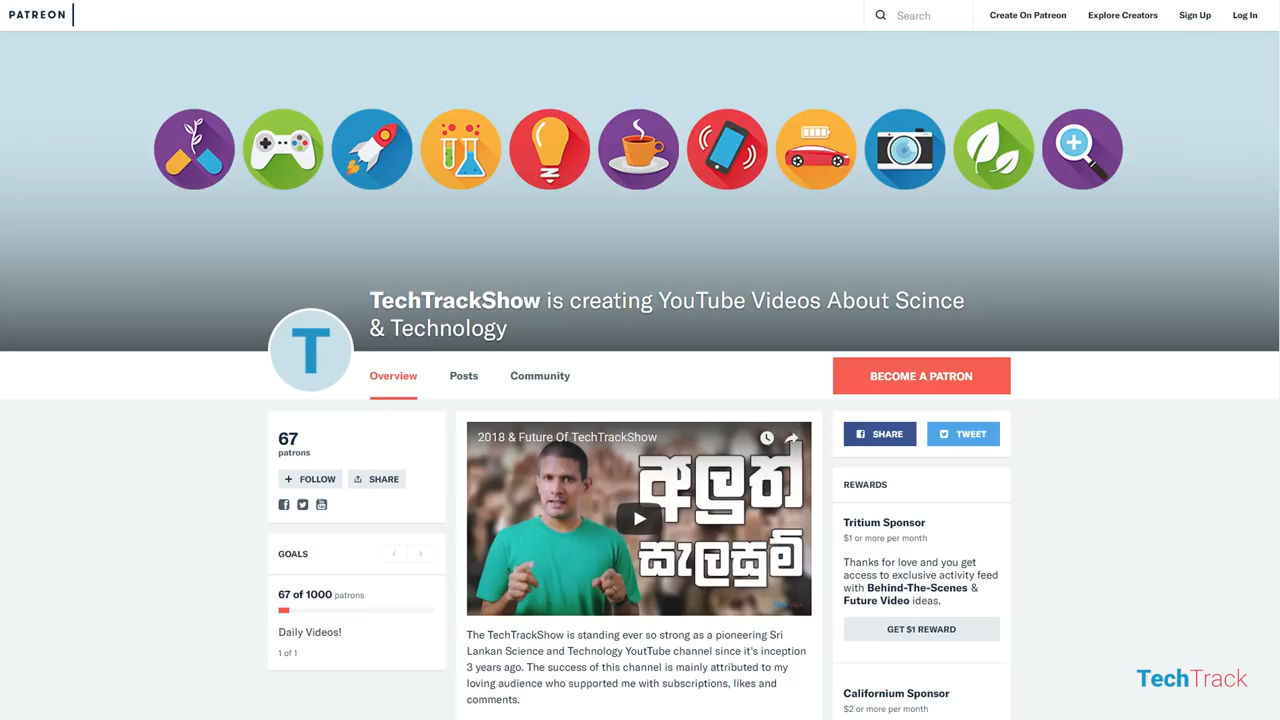 PATREON
Search
Create On Patreon
Explore Creators
Sign Up
Log In
TechTrackShow is creating YouTube Videos About Scince
& Technology
T
Overview
Posts
Community
BECOME A PATRON
67
patrons
+ FOLLOW
SHARE
GOALS
67 of 1000 patrons
Daily Videos!
1 of 1
2018 & Future Of TechTrackShow
අලුත්
සැලසුම්
The TechTrackShow is standing ever so strong as a pioneering Sri
Lankan Science and Technology YoutTube channel since it's inception
3 years ago. The success of this channel is mainly attributed to my
loving audience who supported me with subscriptions, likes and
comments.
SHARE
TWEET
REWARDS
Tritium Sponsor
$1 or more per month
Thanks for love and you get
access to exclusive activity feed
with Behind-The-Scenes &
Future Video ideas.
GET $1 REWARD
Californium Sponsor
$2 or more per month
TechTrack